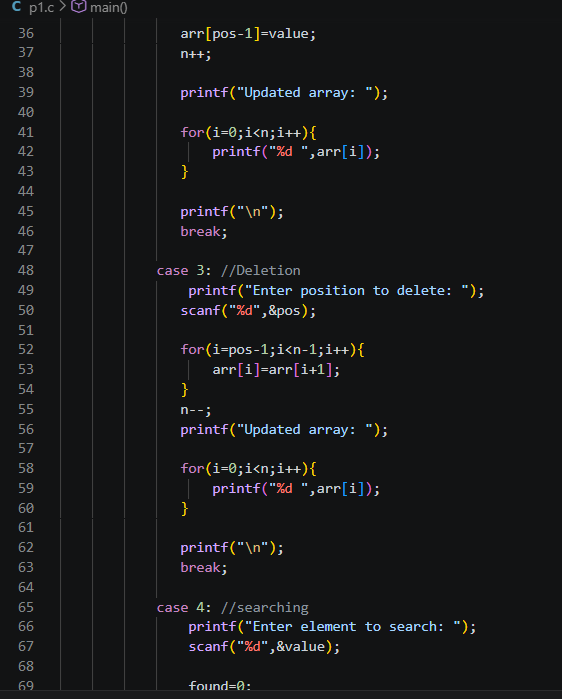 C p1.c > main()
36 arr[pos-1]=value;
37 n++;
38
39 printf("Updated array: ");
40
41 for(i=0;i<n;i++){
42 printf("%d ",arr[i]);
43 }
44
45 printf("\n");
46 break;
47
48 case 3: //Deletion
49 printf("Enter position to delete: ");
50 scanf("%d",&pos);
51
52 for(i=pos-1;i<n-1;i++){
53 arr[i]=arr[i+1];
54 }
55 n--;
56 printf("Updated array: ");
57
58 for(i=0;i<n;i++){
59 printf("%d ",arr[i]);
60 }
61
62 printf("\n");
63 break;
64
65 case 4: //searching
66 printf("Enter element to search: ");
67 scanf("%d",&value);
68
69 found=0;